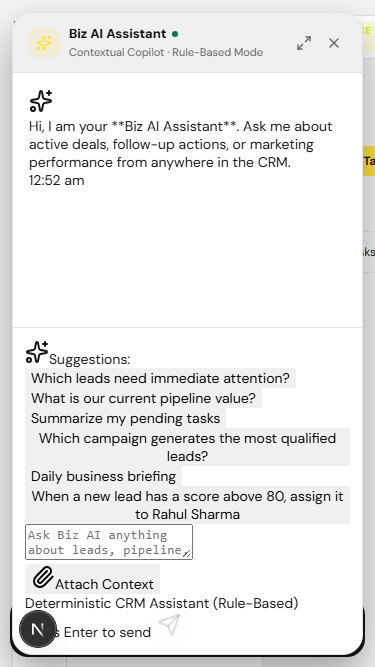 Biz AI Assistant
Contextual Copilot · Rule-Based Mode
Hi, I am your **Biz AI Assistant**. Ask me about
active deals, follow-up actions, or marketing
performance from anywhere in the CRM.
12:52 am
Suggestions:
Which leads need immediate attention?
What is our current pipeline value?
Summarize my pending tasks
Which campaign generates the most qualified
leads?
Daily business briefing
When a new lead has a score above 80, assign it
to Rahul Sharma
Ask Biz AI anything
about leads, pipeline,
Attach Context
Deterministic CRM Assistant (Rule-Based)
N
s Enter to send